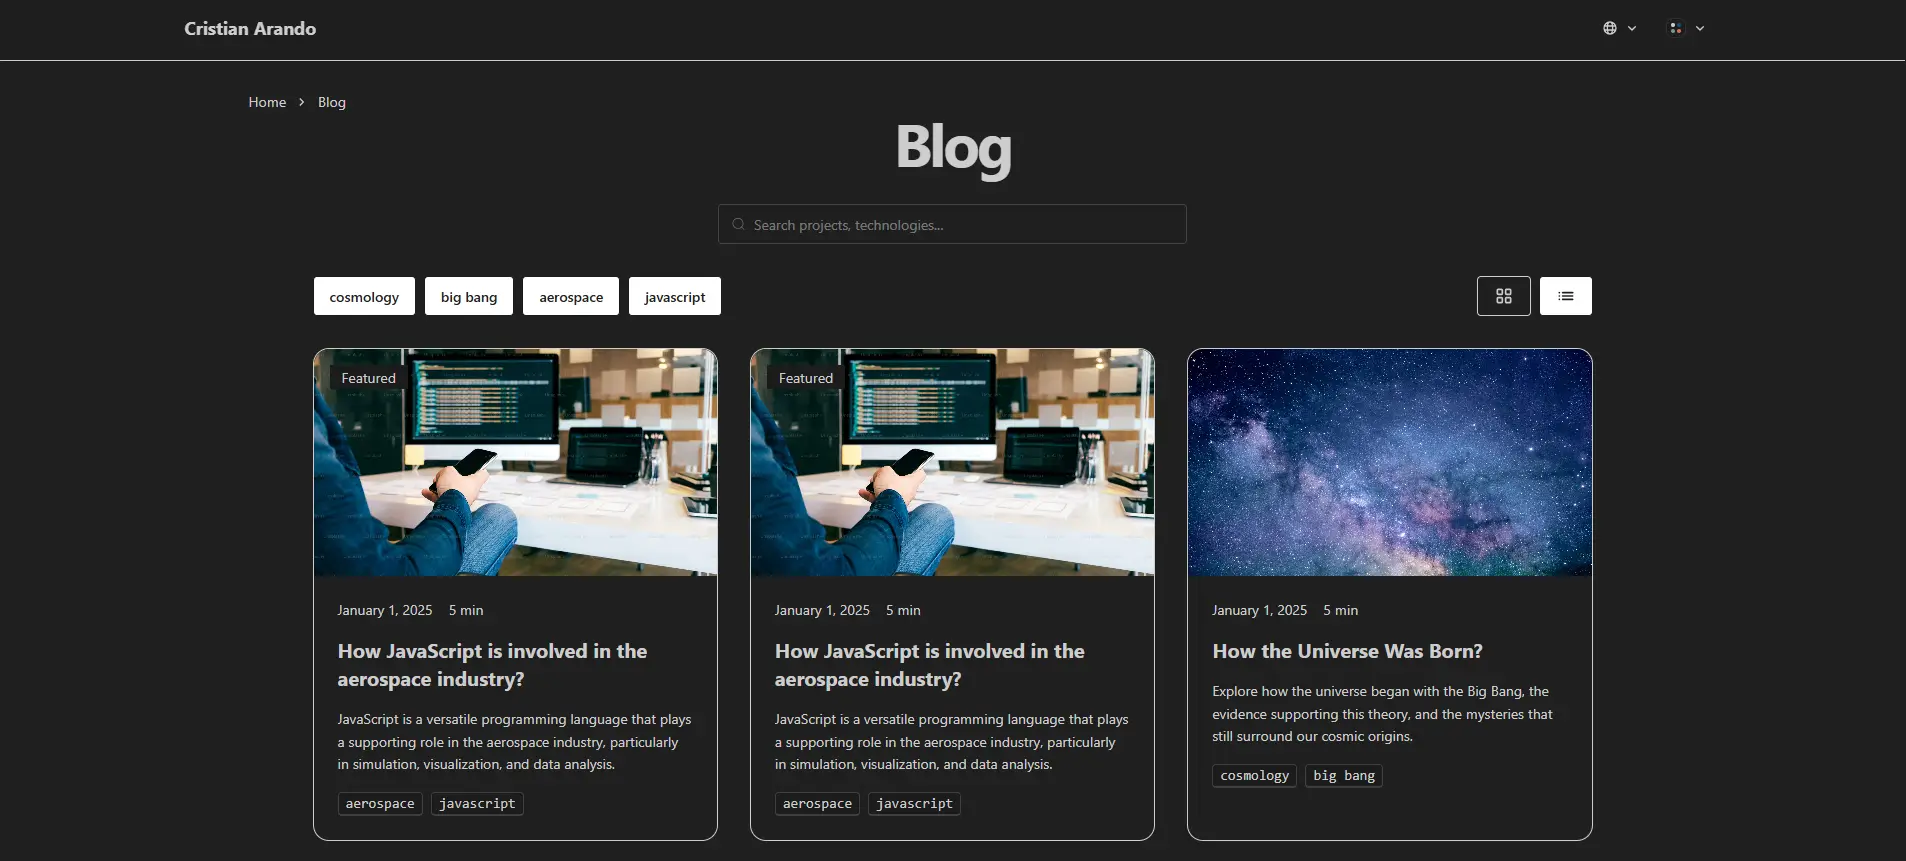 Cristian Arando
Home > Blog
Blog
Search projects, technologies...
cosmology
big bang
aerospace
javascript
Featured
January 1, 2025 5 min
How JavaScript is involved in the
aerospace industry?
JavaScript is a versatile programming language that plays
a supporting role in the aerospace industry, particularly
in simulation, visualization, and data analysis.
aerospace javascript
Featured
January 1, 2025 5 min
How JavaScript is involved in the
aerospace industry?
JavaScript is a versatile programming language that plays
a supporting role in the aerospace industry, particularly
in simulation, visualization, and data analysis.
aerospace javascript
January 1, 2025 5 min
How the Universe Was Born?
Explore how the universe began with the Big Bang, the
evidence supporting this theory, and the mysteries that
still surround our cosmic origins.
cosmology big bang